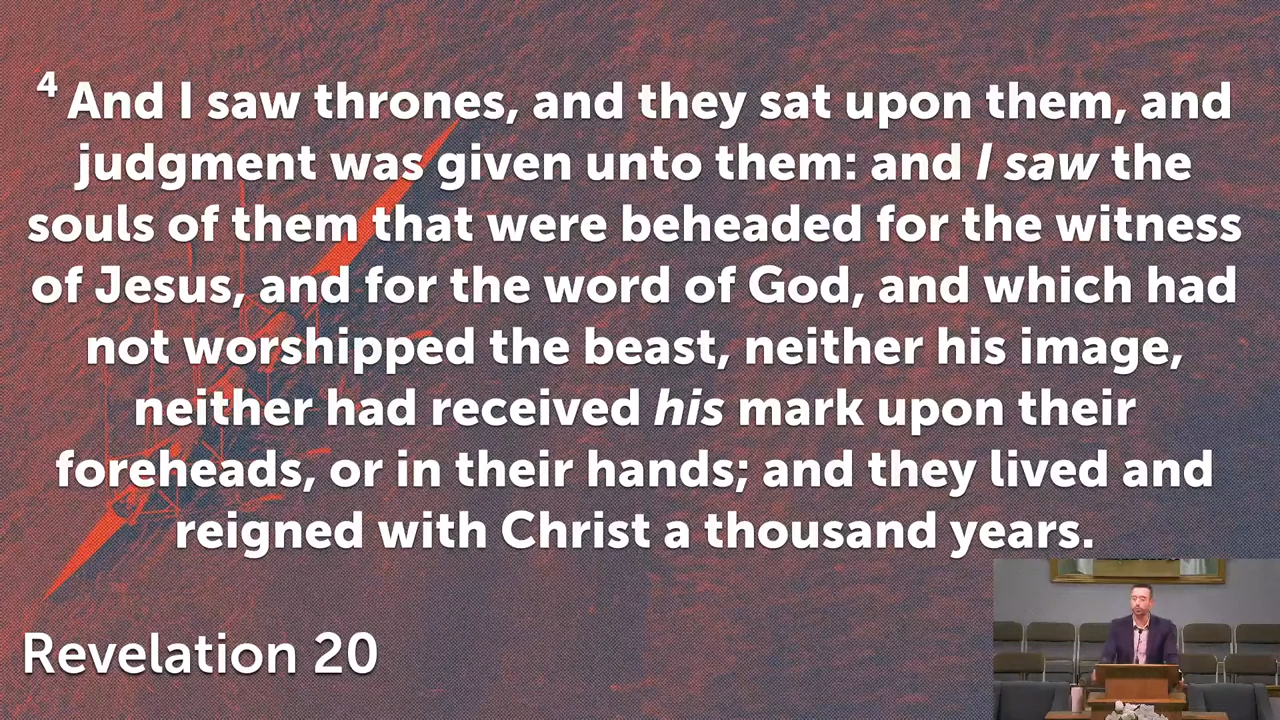 4 And I saw thrones, and they sat upon them, and
judgment was given unto them: and I saw the
souls of them that were beheaded for the witness
of Jesus, and for the word of God, and which had
not worshipped the beast, neither his image,
neither had received his mark upon their
foreheads, or in their hands; and they lived and
reigned with Christ a thousand years.
Revelation 20